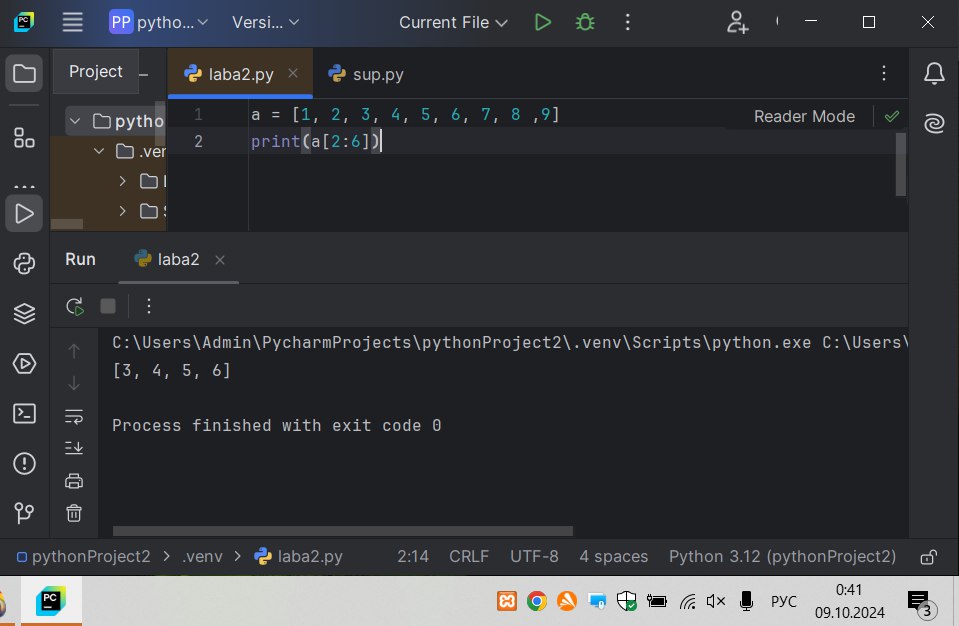 PC PP pytho... Versi... Current File
Project laba2.py sup.py
pytho
.ver
1 a = [1, 2, 3, 4, 5, 6, 7, 8 ,9]
2 print(a[2:6])
Reader Mode
Run laba2
C:\Users\Admin\PycharmProjects\pythonProject2\.venv\Scripts\python.exe C:\Users\
[3, 4, 5, 6]
Process finished with exit code 0
pythonProject2 > .venv > laba2.py 2:14 CRLF UTF-8 4 spaces Python 3.12 (pythonProject2)
PC РУС 0:41
09.10.2024 3